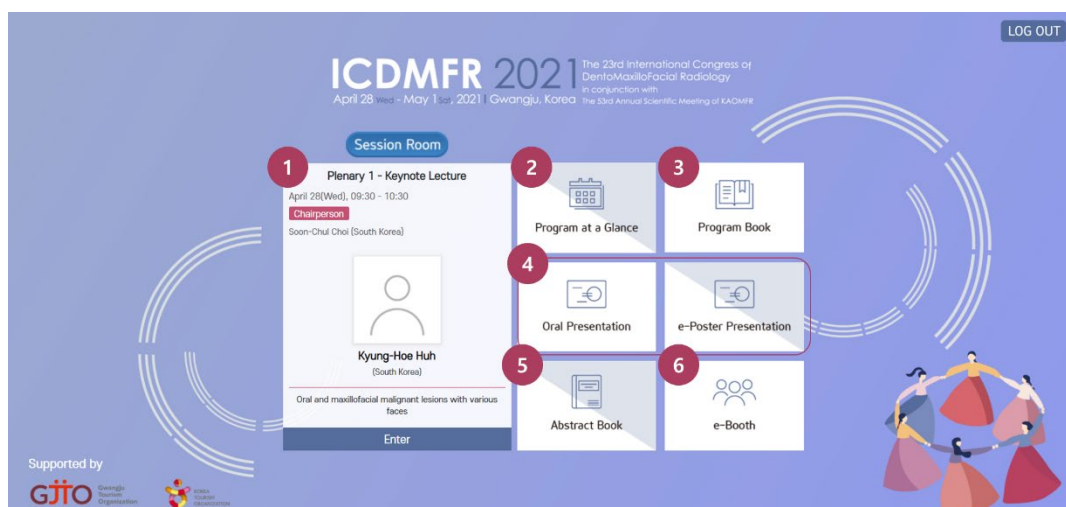 LOG OUT
ICDMFR 2021
The 23rd International Congress of
DentoMaxilloFacial Radiology
in conjunction with
The 53rd Annual Scientific Meeting of KADMFR
April 28 Wed - May 1 Sat, 2021 | Gwangju, Korea
Session Room
1
Plenary 1 - Keynote Lecture
April 28(Wed), 09:30 - 10:30
Chairperson
Soon-Chul Choi (South Korea)
Kyung-Hoe Huh
(South Korea)
Oral and maxillofacial malignant lesions with various
faces
Enter
2
Program at a Glance
3
Program Book
4
Oral Presentation
e-Poster Presentation
5
Abstract Book
6
e-Booth
Supported by
GJTO
Gwangju
Tourism
Organization
KOREA
TOURISM
ORGANIZATION